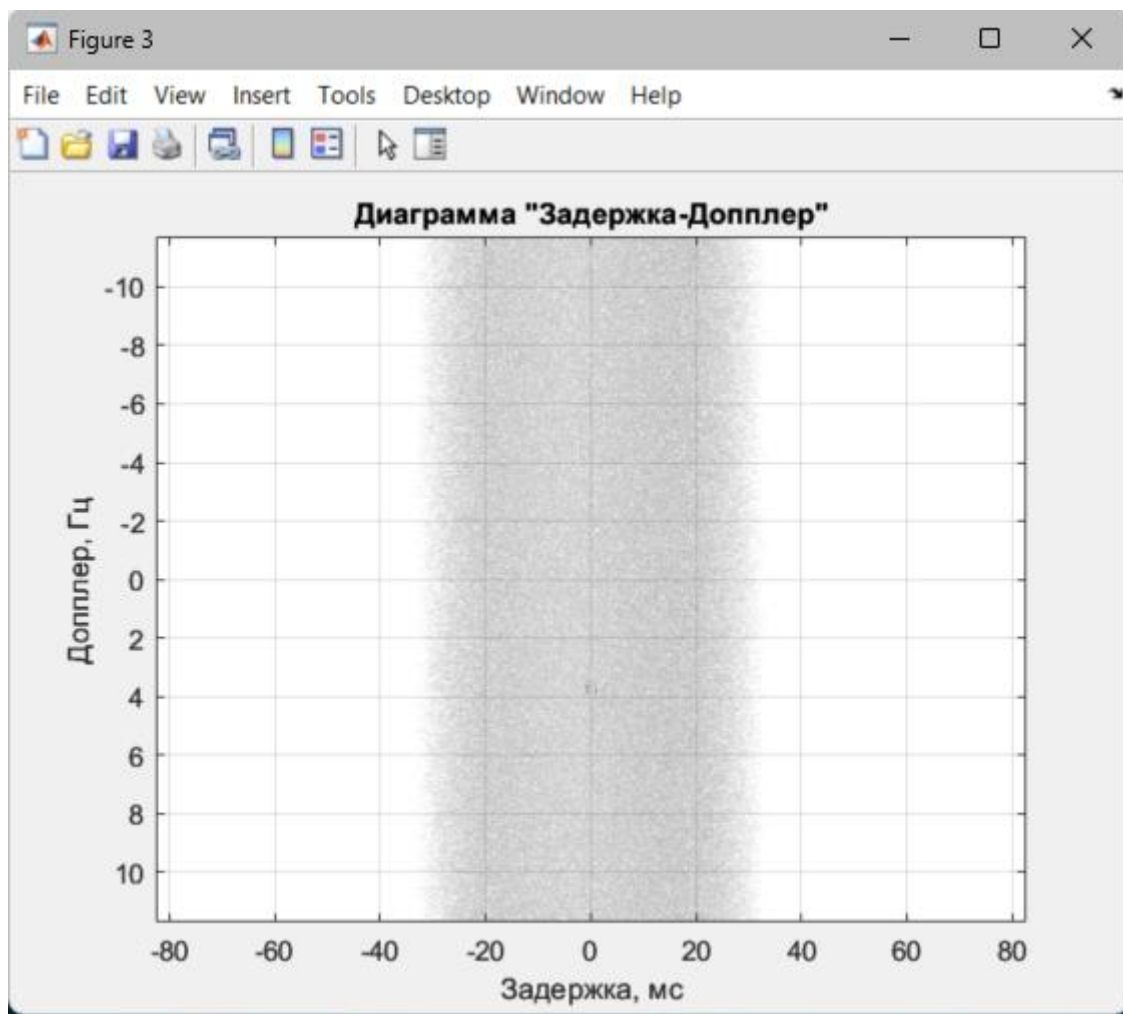 Figure 3
File Edit View Insert Tools Desktop Window Help
Диаграмма "Задержка-Допплер"
Допплер, Гц
-10
-8
-6
-4
-2
0
2
4
6
8
10
-80 -60 -40 -20 0 20 40 60 80
Задержка, мс